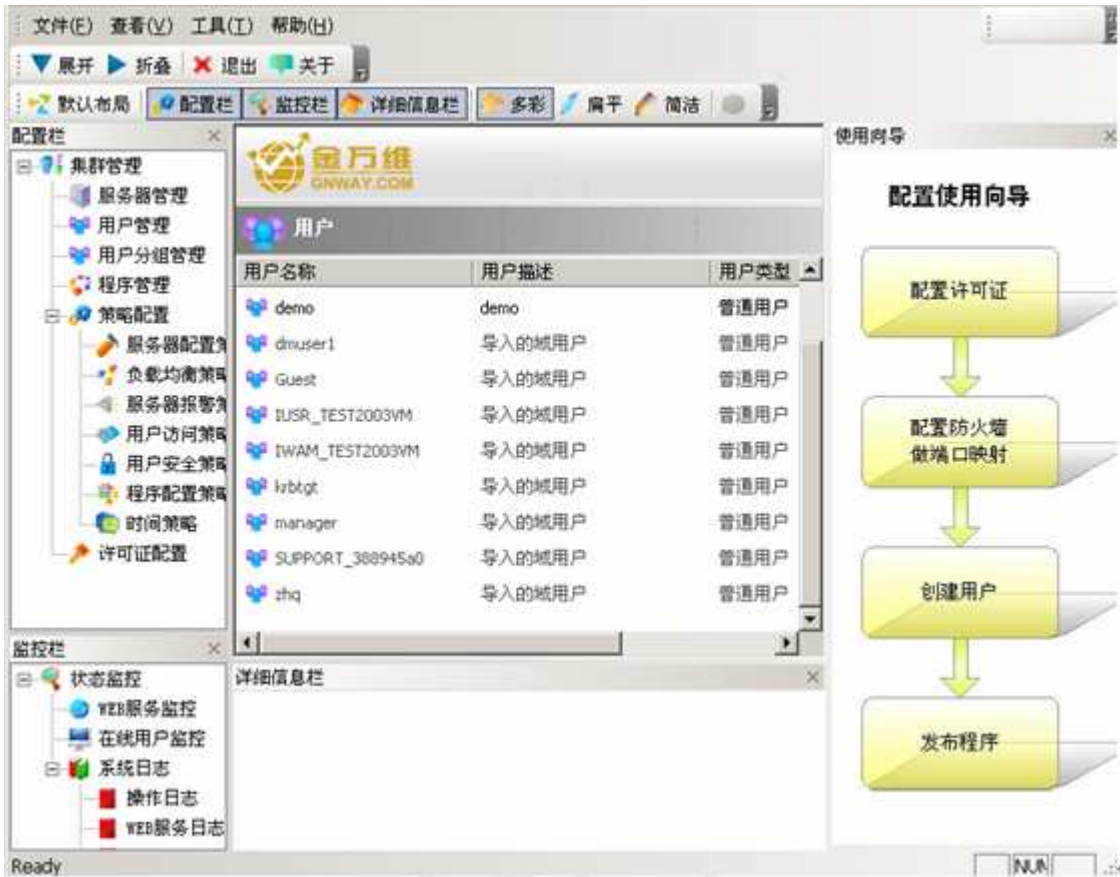 文件(F) 查看(V) 工具(T) 帮助(H)
展开 折叠 退出 关于
默认布局 配置栏 监控栏 详细信息栏 多彩 扁平 简洁
配置栏
集群管理
服务器管理
用户管理
用户分组管理
程序管理
策略配置
服务器配置
负载均衡策略
服务器报警
用户访问策略
用户安全策略
程序配置策略
时间策略
许可证配置
监控栏
状态监控
WEB服务监控
在线用户监控
系统日志
操作日志
WEB服务日志
金万维
GNWAY.COM
用户
用户名称 用户描述 用户类型
demo demo 普通用户
dmuser1 导入的域用户 普通用户
Guest 导入的域用户 普通用户
IUSR_TEST2003VM 导入的域用户 普通用户
IWAM_TEST2003VM 导入的域用户 普通用户
krbtgt 导入的域用户 普通用户
manager 导入的域用户 普通用户
SUPPORT_388945a0 导入的域用户 普通用户
zhq 导入的域用户 普通用户
详细信息栏
使用向导
配置使用向导
配置许可证
配置防火墙
做端口映射
创建用户
发布程序
Ready
NUM